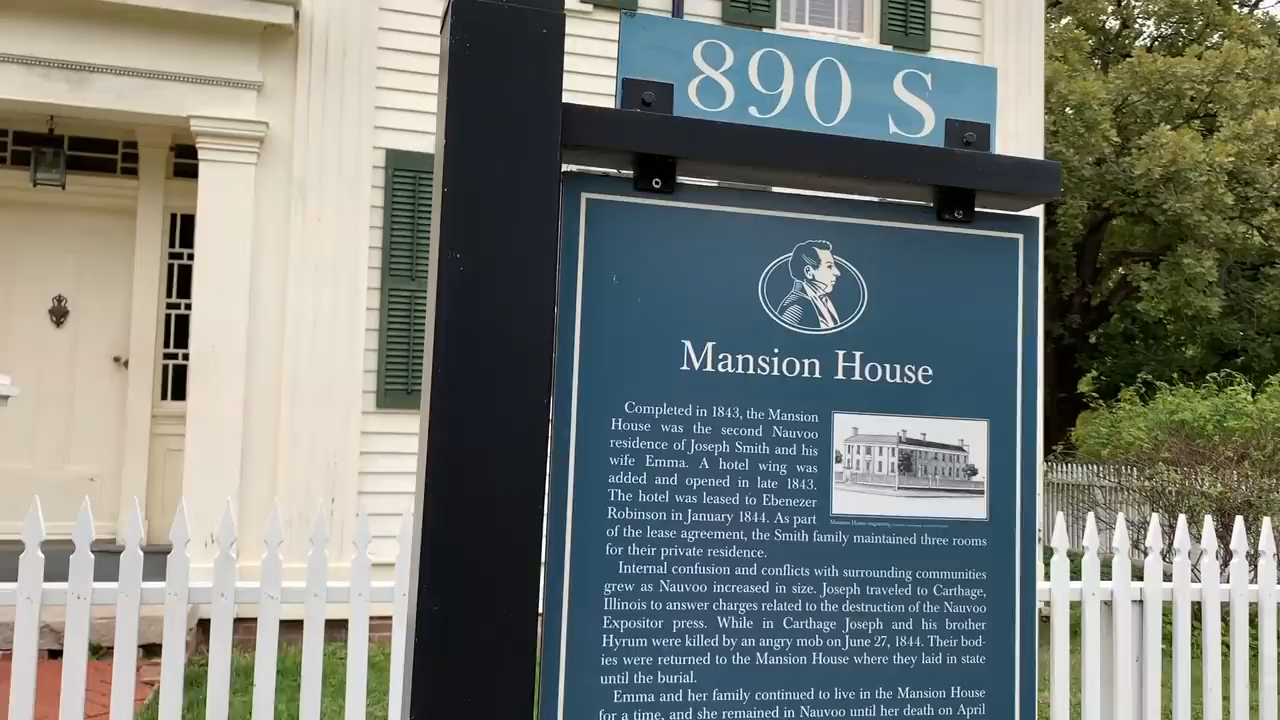 890 S
Mansion House
Completed in 1843, the Mansion
House was the second Nauvoo
residence of Joseph Smith and his
wife Emma. A hotel wing was
added and opened in late 1843.
The hotel was leased to Ebenezer
Robinson in January 1844. As part
of the lease agreement, the Smith family maintained three rooms
for their private residence.
Mansion House engraving
Internal confusion and conflicts with surrounding communities
grew as Nauvoo increased in size. Joseph traveled to Carthage,
Illinois to answer charges related to the destruction of the Nauvoo
Expositor press. While in Carthage Joseph and his brother
Hyrum were killed by an angry mob on June 27, 1844. Their bod-
ies were returned to the Mansion House where they laid in state
until the burial.
Emma and her family continued to live in the Mansion House
for a time, and she remained in Nauvoo until her death on April